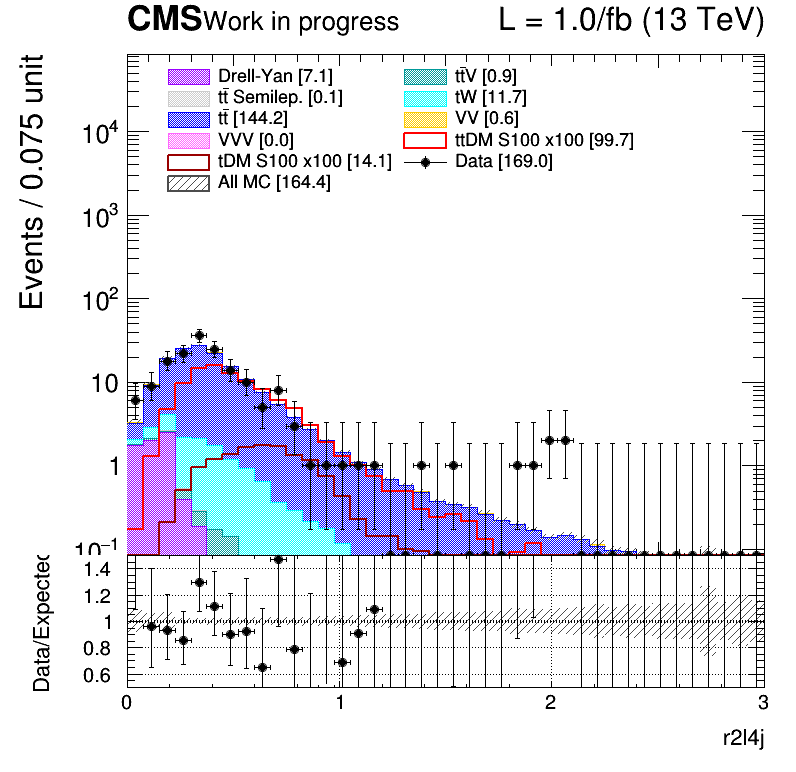 CMS Work in progress L = 1.0/fb (13 TeV)
Drell-Yan [7.1] tt̄V [0.9]
tt̄ Semilep. [0.1] tW [11.7]
tt̄ [144.2] VV [0.6]
VVV [0.0] ttDM S100 x100 [99.7]
tDM S100 x100 [14.1] Data [169.0]
All MC [164.4]
Events / 0.075 unit
10⁴
10³
10²
10
1
10⁻¹
Data/Expected
1.4
1.2
1
0.8
0.6
0 1 2 3
r2l4j